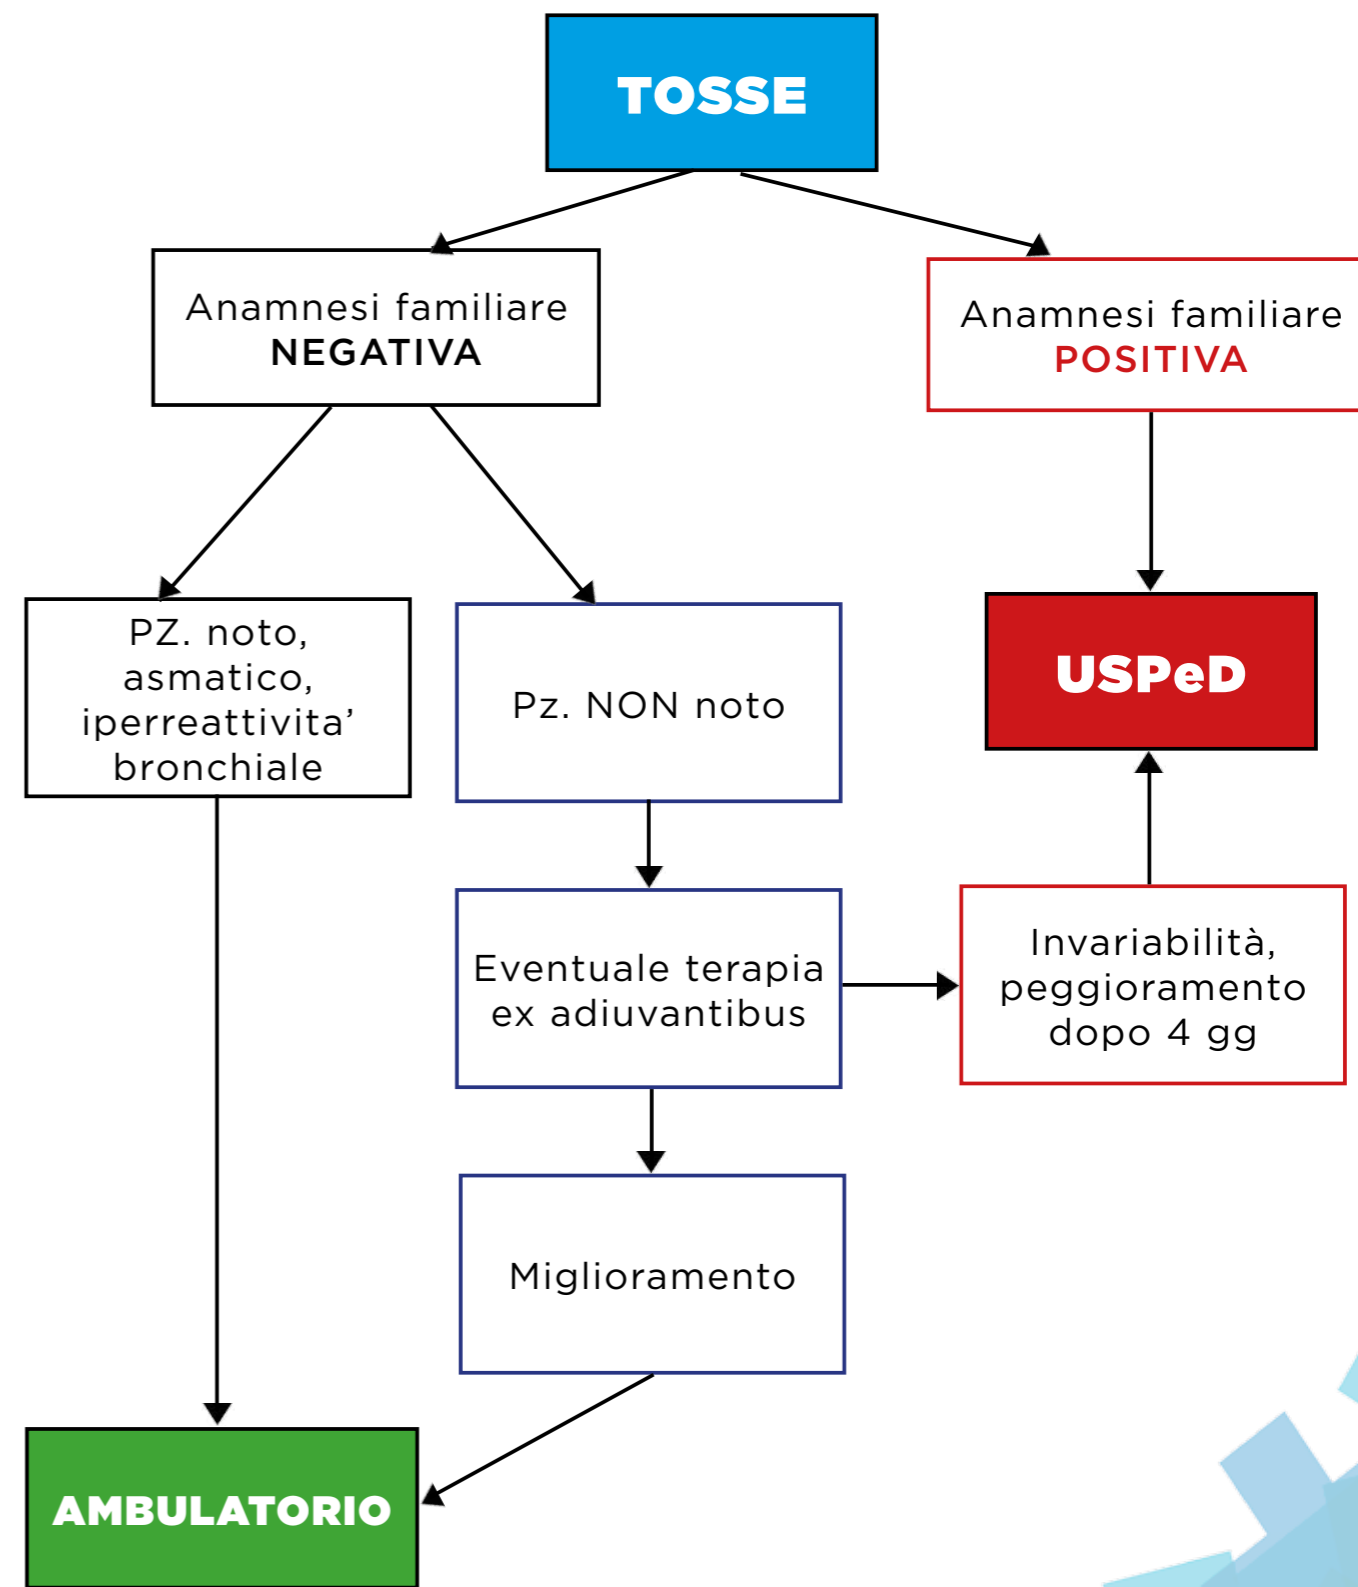 TOSSE
Anamnesi familiare
NEGATIVA
Anamnesi familiare
POSITIVA
PZ. noto,
asmatico,
iperreattivita’
bronchiale
Pz. NON noto
USPeD
Eventuale terapia
ex adiuvantibus
Invariabilità,
peggioramento
dopo 4 gg
Miglioramento
AMBULATORIO